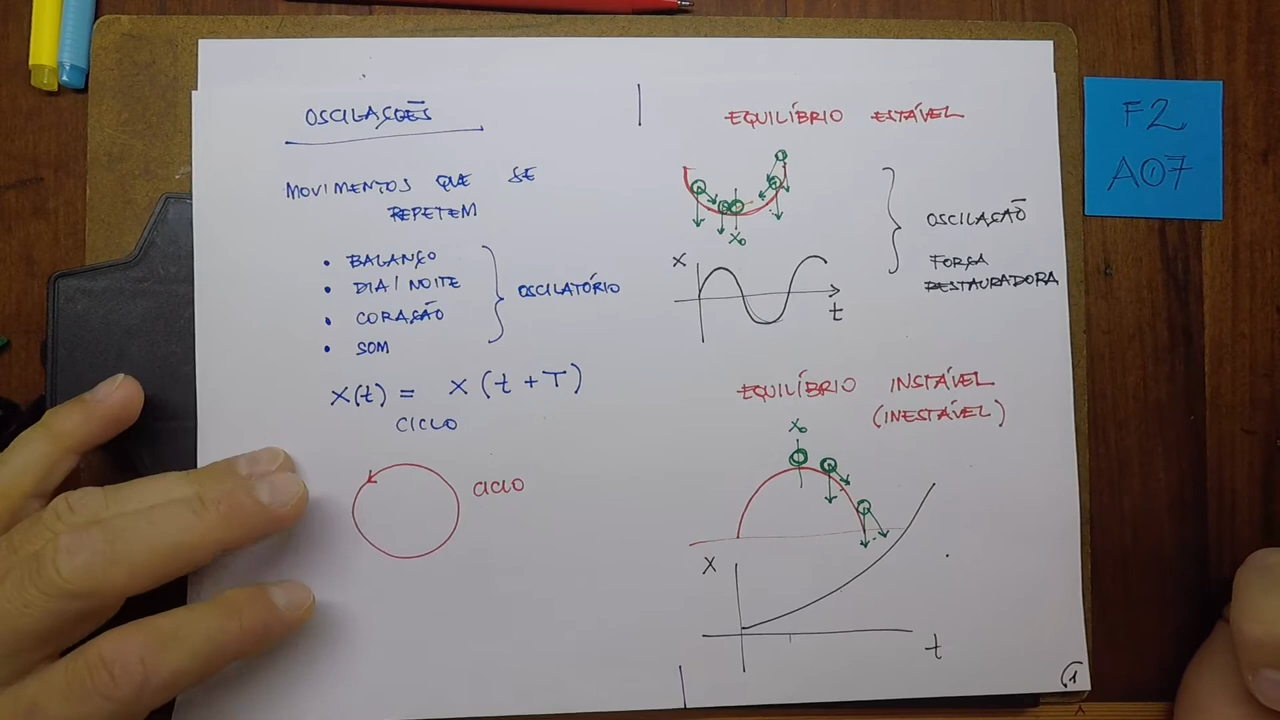 OSCILAÇÕES
MOVIMENTOS QUE SE
REPETEM
• BALANÇO
• DIA / NOITE
• CORAÇÃO
• SOM
OSCILATÓRIO
X(t) = X(t+T)
CICLO
CICLO
EQUILÍBRIO ESTÁVEL
X₀
X
t
OSCILAÇÃO
FORÇA
RESTAURADORA
EQUILÍBRIO INSTÁVEL
(INESTÁVEL)
X₀
X
t
1
F2
A07